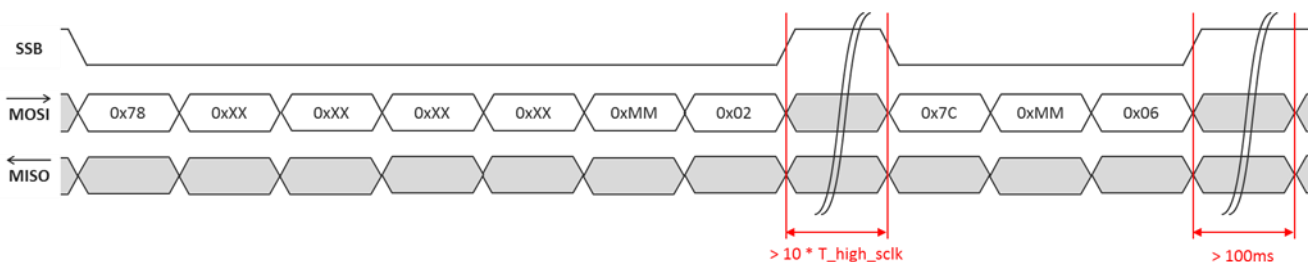 SSB
MOSI 0x78 0xXX 0xXX 0xXX 0xXX 0xMM 0x02 0x7C 0xMM 0x06
MISO
> 10 * T_high_sclk > 100ms